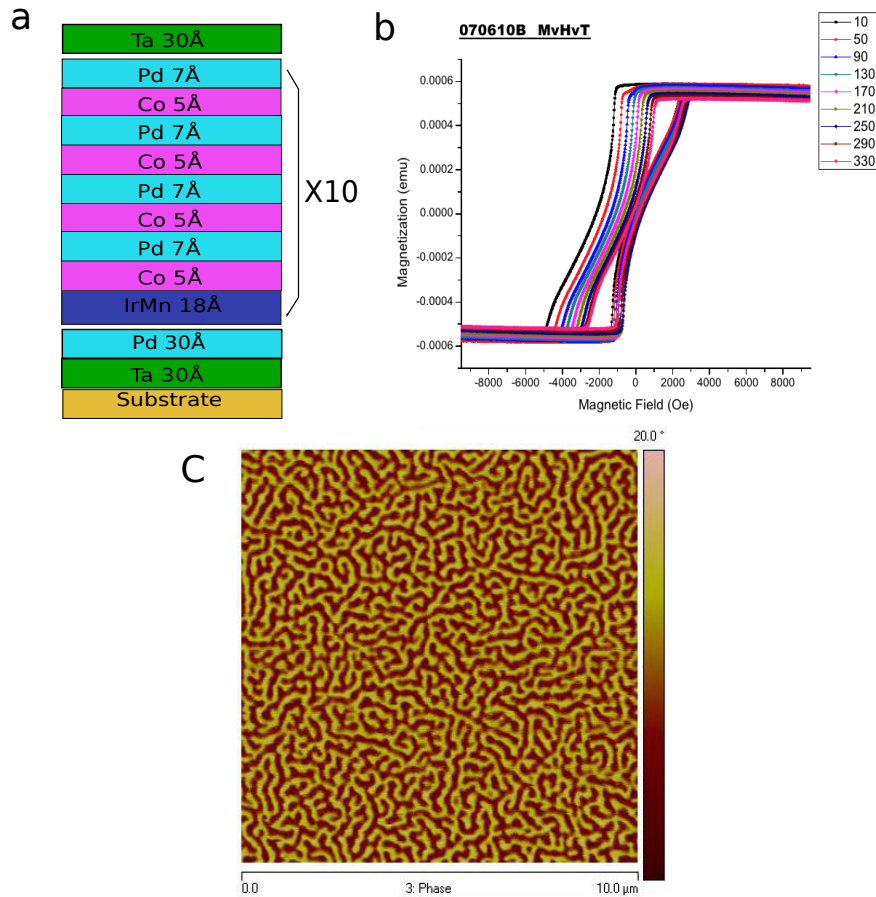 a
Ta 30Å
Pd 7Å
Co 5Å
Pd 7Å
Co 5Å
Pd 7Å
Co 5Å
Pd 7Å
Co 5Å
IrMn 18Å
Pd 30Å
Ta 30Å
Substrate
X10
b
070610B MvHvT
10
50
90
130
170
210
250
290
330
0.0006
0.0004
0.0002
0.0000
-0.0002
-0.0004
-0.0006
Magnetization (emu)
-8000 -6000 -4000 -2000 0 2000 4000 6000 8000
Magnetic Field (Oe)
C
20.0 °
0.0 3: Phase 10.0 µm